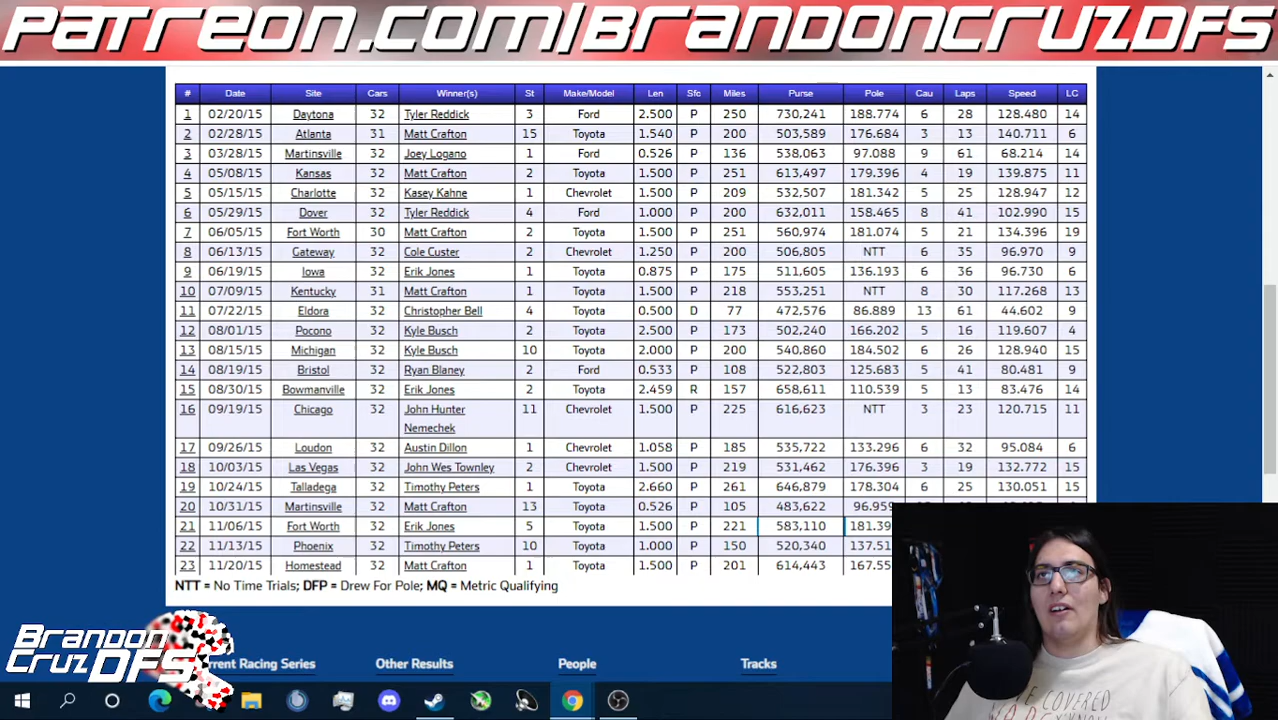 Patreon.com/BrandoncruzDFS
# Date Site Cars Winner(s) St Make/Model Len Sfc Miles Purse Pole Cau Laps Speed LC
1 02/20/15 Daytona 32 Tyler Reddick 3 Ford 2.500 P 250 730,241 188.774 6 28 128.480 14
2 02/28/15 Atlanta 31 Matt Crafton 15 Toyota 1.540 P 200 503,589 176.684 3 13 140.711 6
3 03/28/15 Martinsville 32 Joey Logano 1 Ford 0.526 P 136 538,063 97.088 9 61 68.214 14
4 05/08/15 Kansas 32 Matt Crafton 2 Toyota 1.500 P 251 613,497 179.396 4 19 139.875 11
5 05/15/15 Charlotte 32 Kasey Kahne 1 Chevrolet 1.500 P 209 532,507 181.342 5 25 128.947 12
6 05/29/15 Dover 32 Tyler Reddick 4 Ford 1.000 P 200 632,011 158.465 8 41 102.990 15
7 06/05/15 Fort Worth 30 Matt Crafton 2 Toyota 1.500 P 251 560,974 181.074 5 21 134.396 19
8 06/13/15 Gateway 32 Cole Custer 2 Chevrolet 1.250 P 200 506,805 NTT 6 35 96.970 9
9 06/19/15 Iowa 32 Erik Jones 1 Toyota 0.875 P 175 511,605 136.193 6 36 96.730 6
10 07/09/15 Kentucky 31 Matt Crafton 1 Toyota 1.500 P 218 553,251 NTT 8 30 117.268 13
11 07/22/15 Eldora 32 Christopher Bell 4 Toyota 0.500 D 77 472,576 86.889 13 61 44.602 9
12 08/01/15 Pocono 32 Kyle Busch 2 Toyota 2.500 P 173 502,240 166.202 5 16 119.607 4
13 08/15/15 Michigan 32 Kyle Busch 10 Toyota 2.000 P 200 540,860 184.502 6 26 128.940 15
14 08/19/15 Bristol 32 Ryan Blaney 2 Ford 0.533 P 108 522,803 125.683 5 41 80.481 9
15 08/30/15 Bowmanville 32 Erik Jones 2 Toyota 2.459 R 157 658,611 110.539 5 13 83.476 14
16 09/19/15 Chicago 32 John Hunter 11 Chevrolet 1.500 P 225 616,623 NTT 3 23 120.715 11
Nemechek
17 09/26/15 Loudon 32 Austin Dillon 1 Chevrolet 1.058 P 185 535,722 133.296 6 32 95.084 6
18 10/03/15 Las Vegas 32 John Wes Townley 2 Chevrolet 1.500 P 219 531,462 176.396 3 19 132.772 15
19 10/24/15 Talladega 32 Timothy Peters 1 Toyota 2.660 P 261 646,879 178.304 6 25 130.051 15
20 10/31/15 Martinsville 32 Matt Crafton 13 Toyota 0.526 P 105 483,622 96.959
21 11/06/15 Fort Worth 32 Erik Jones 5 Toyota 1.500 P 221 583,110 181.39
22 11/13/15 Phoenix 32 Timothy Peters 10 Toyota 1.000 P 150 520,340 137.51
23 11/20/15 Homestead 32 Matt Crafton 1 Toyota 1.500 P 201 614,443 167.55
NTT = No Time Trials; DFP = Drew For Pole; MQ = Metric Qualifying
Brandon
Cruz DFS
rrent Racing Series Other Results People Tracks